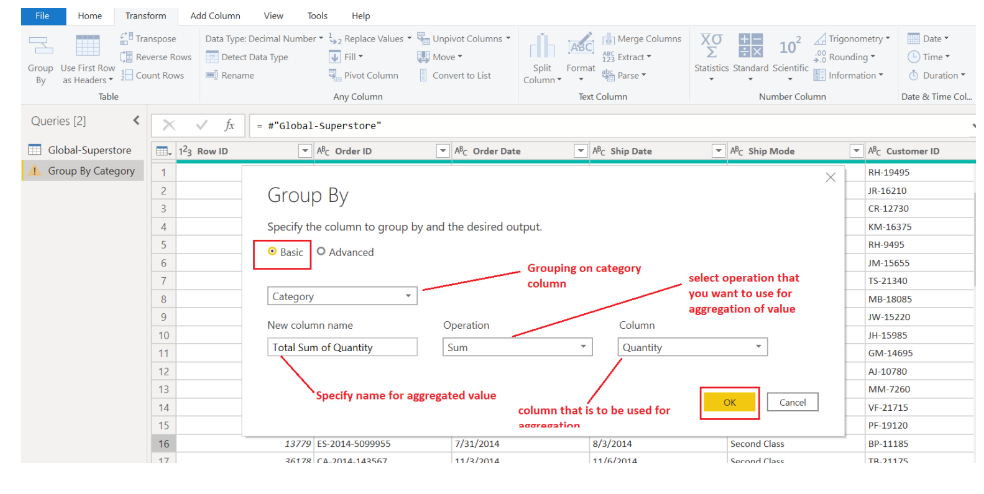 File Home Transform Add Column View Tools Help
Group By
Use First Row as Headers
Transpose
Reverse Rows
Count Rows
Table
Data Type: Decimal Number
Detect Data Type
Rename
Replace Values
Fill
Pivot Column
Unpivot Columns
Move
Convert to List
Any Column
Split Column
Format
Merge Columns
Extract
Parse
Text Column
Statistics
Standard
Scientific
Trigonometry
Rounding
Information
Number Column
Date
Time
Duration
Date & Time Col...
Queries [2]
Global-Superstore
Group By Category
fx = #"Global-Superstore"
1²3 Row ID ABC Order ID ABC Order Date ABC Ship Date ABC Ship Mode ABC Customer ID
1 RH-19495
2 JR-16210
3 CR-12730
4 KM-16375
5 RH-9495
6 JM-15655
7 TS-21340
8 MB-18085
9 JW-15220
10 JH-15985
11 GM-14695
12 AJ-10780
13 MM-7260
14 VF-21715
15 PF-19120
16 13779 ES-2014-5099955 7/31/2014 8/3/2014 Second Class BP-11185
17 36178 CA-2014-143567 11/3/2014 11/6/2014 Second Class TB-21175
Group By
Specify the column to group by and the desired output.
Basic Advanced
Grouping on category
column
select operation that
you want to use for
aggregation of value
Category
New column name Operation Column
Total Sum of Quantity Sum Quantity
Specify name for aggregated value
column that is to be used for
aggregation
OK Cancel